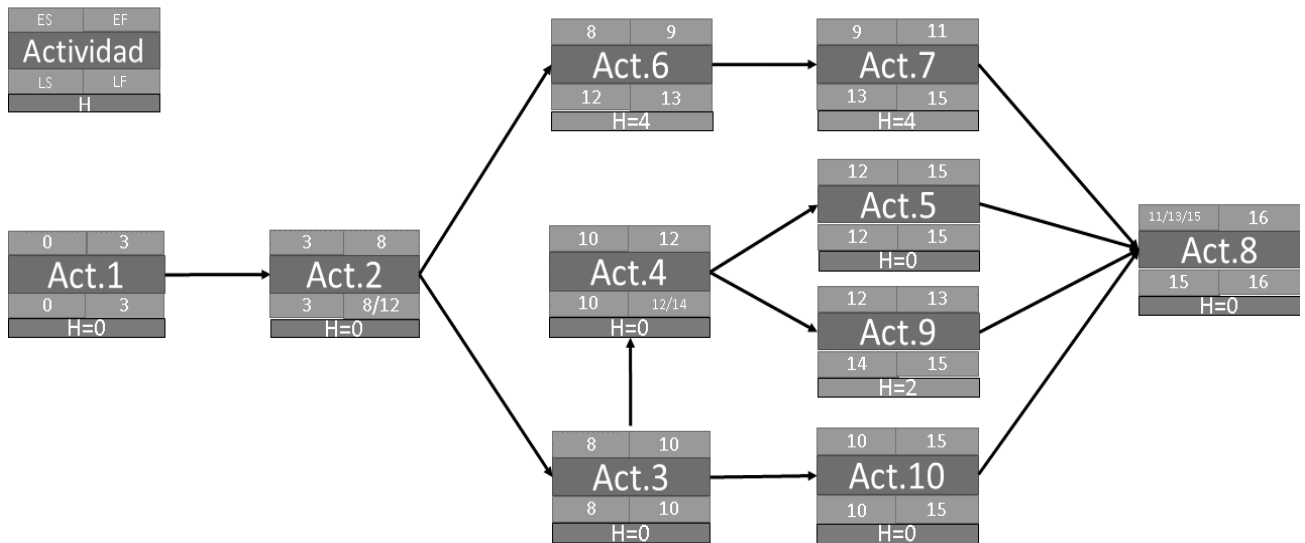 ES EF
Actividad
LS LF
H
8 9
Act.6
12 13
H=4
9 11
Act.7
13 15
H=4
12 15
Act.5
12 15
H=0
0 3
Act.1
0 3
H=0
3 8
Act.2
3 8/12
H=0
10 12
Act.4
10 12/14
H=0
11/13/15 16
Act.8
15 16
H=0
12 13
Act.9
14 15
H=2
8 10
Act.3
8 10
H=0
10 15
Act.10
10 15
H=0